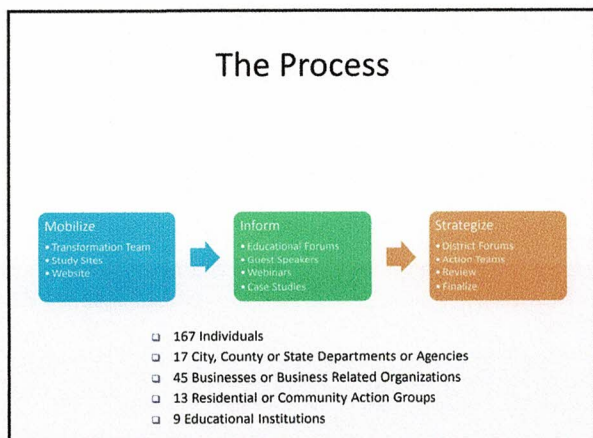 The Process
Mobilize
• Transformation Team
• Study Sites
• Website
Inform
• Educational Forums
• Guest Speakers
• Webinars
• Case Studies
Strategize
• District Forums
• Action Teams
• Review
• Finalize
❑ 167 Individuals
❑ 17 City, County or State Departments or Agencies
❑ 45 Businesses or Business Related Organizations
❑ 13 Residential or Community Action Groups
❑ 9 Educational Institutions